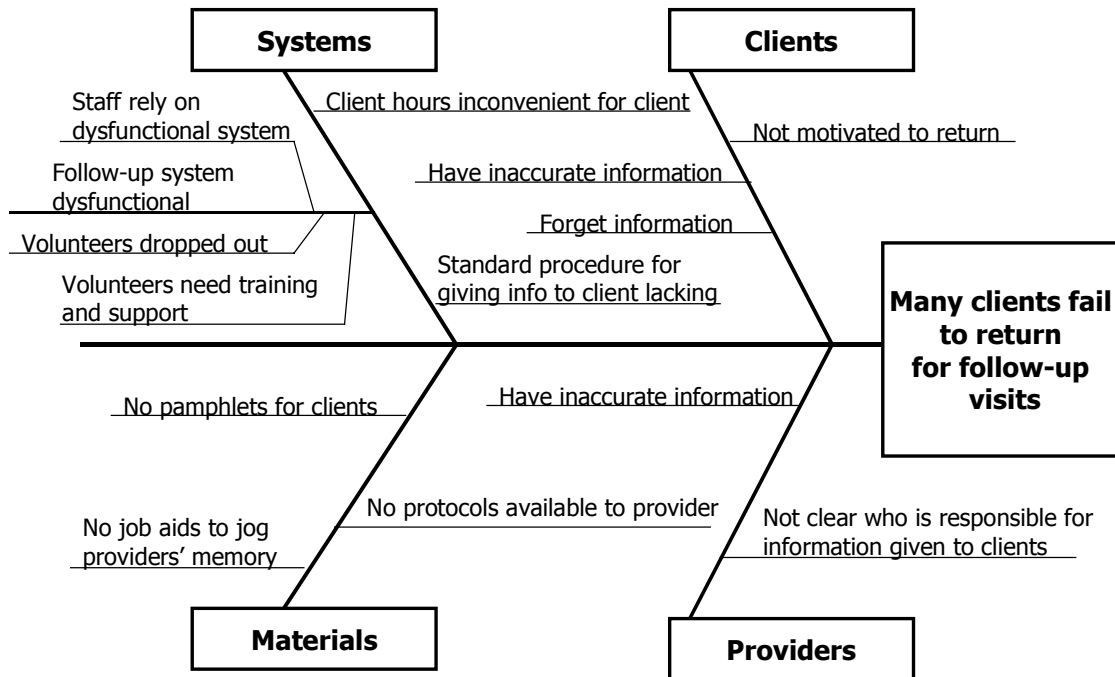 Systems
Clients
Staff rely on
dysfunctional system
Client hours inconvenient for client
Not motivated to return
Follow-up system
dysfunctional
Have inaccurate information
Forget information
Volunteers dropped out
Standard procedure for
giving info to client lacking
Volunteers need training
and support
Many clients fail
to return
for follow-up
visits
No pamphlets for clients
Have inaccurate information
No protocols available to provider
No job aids to jog
providers’ memory
Not clear who is responsible for
information given to clients
Materials
Providers